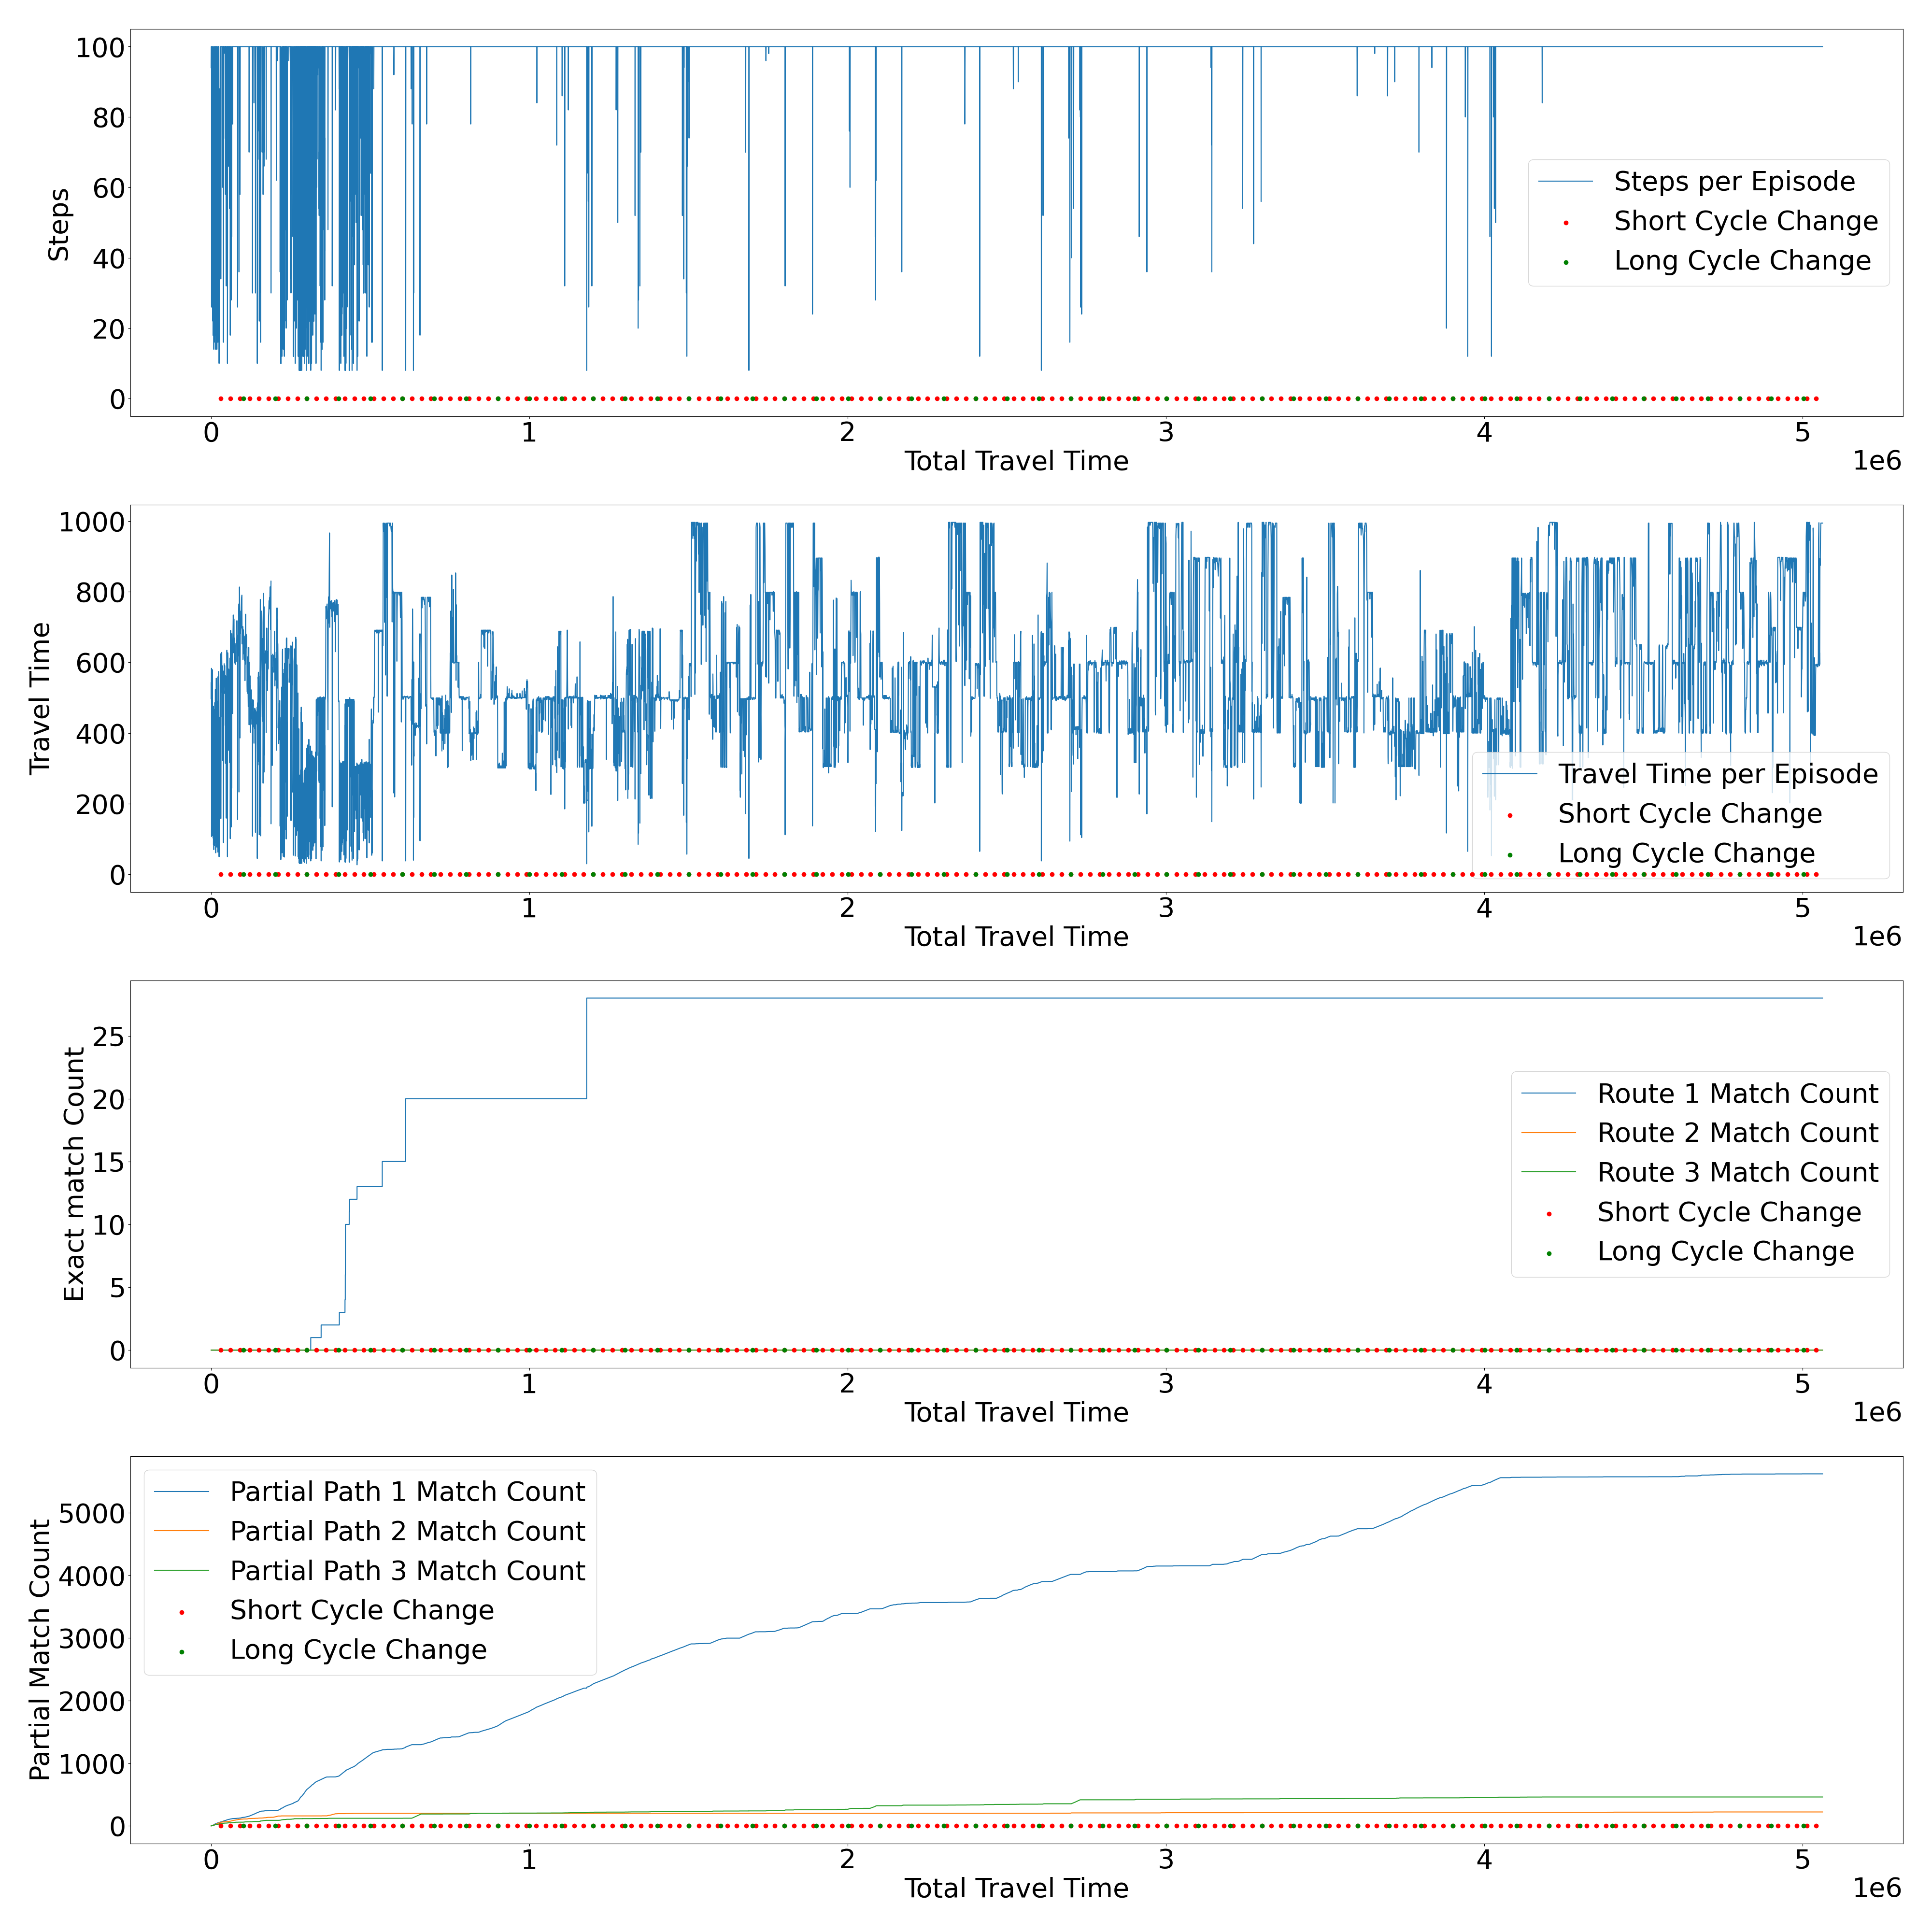 100
80
60
40
20
0
Steps
Steps per Episode
Short Cycle Change
Long Cycle Change
0 1 2 3 4 5
Total Travel Time
1e6
1000
800
600
400
200
0
Travel Time
Travel Time per Episode
Short Cycle Change
Long Cycle Change
0 1 2 3 4 5
Total Travel Time
1e6
25
20
15
10
5
0
Exact match Count
Route 1 Match Count
Route 2 Match Count
Route 3 Match Count
Short Cycle Change
Long Cycle Change
0 1 2 3 4 5
Total Travel Time
1e6
5000
4000
3000
2000
1000
0
Partial Match Count
Partial Path 1 Match Count
Partial Path 2 Match Count
Partial Path 3 Match Count
Short Cycle Change
Long Cycle Change
0 1 2 3 4 5
Total Travel Time
1e6